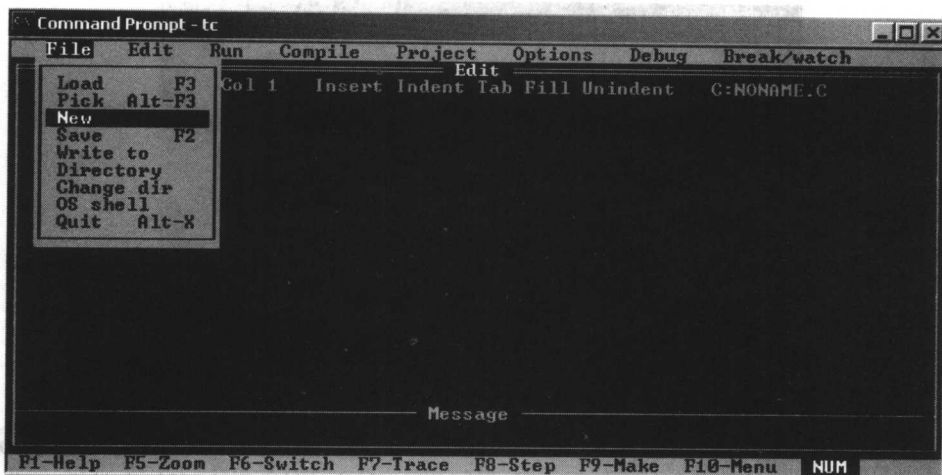 Command Prompt - tc
File Edit Run Compile Project Options Debug Break/watch
Edit
Col 1 Insert Indent Tab Fill Unindent C:NONAME.C
Load F3
Pick Alt-F3
New
Save F2
Write to
Directory
Change dir
OS shell
Quit Alt-X
Message
F1-Help F5-Zoom F6-Switch F7-Trace F8-Step F9-Make F10-Menu NUM